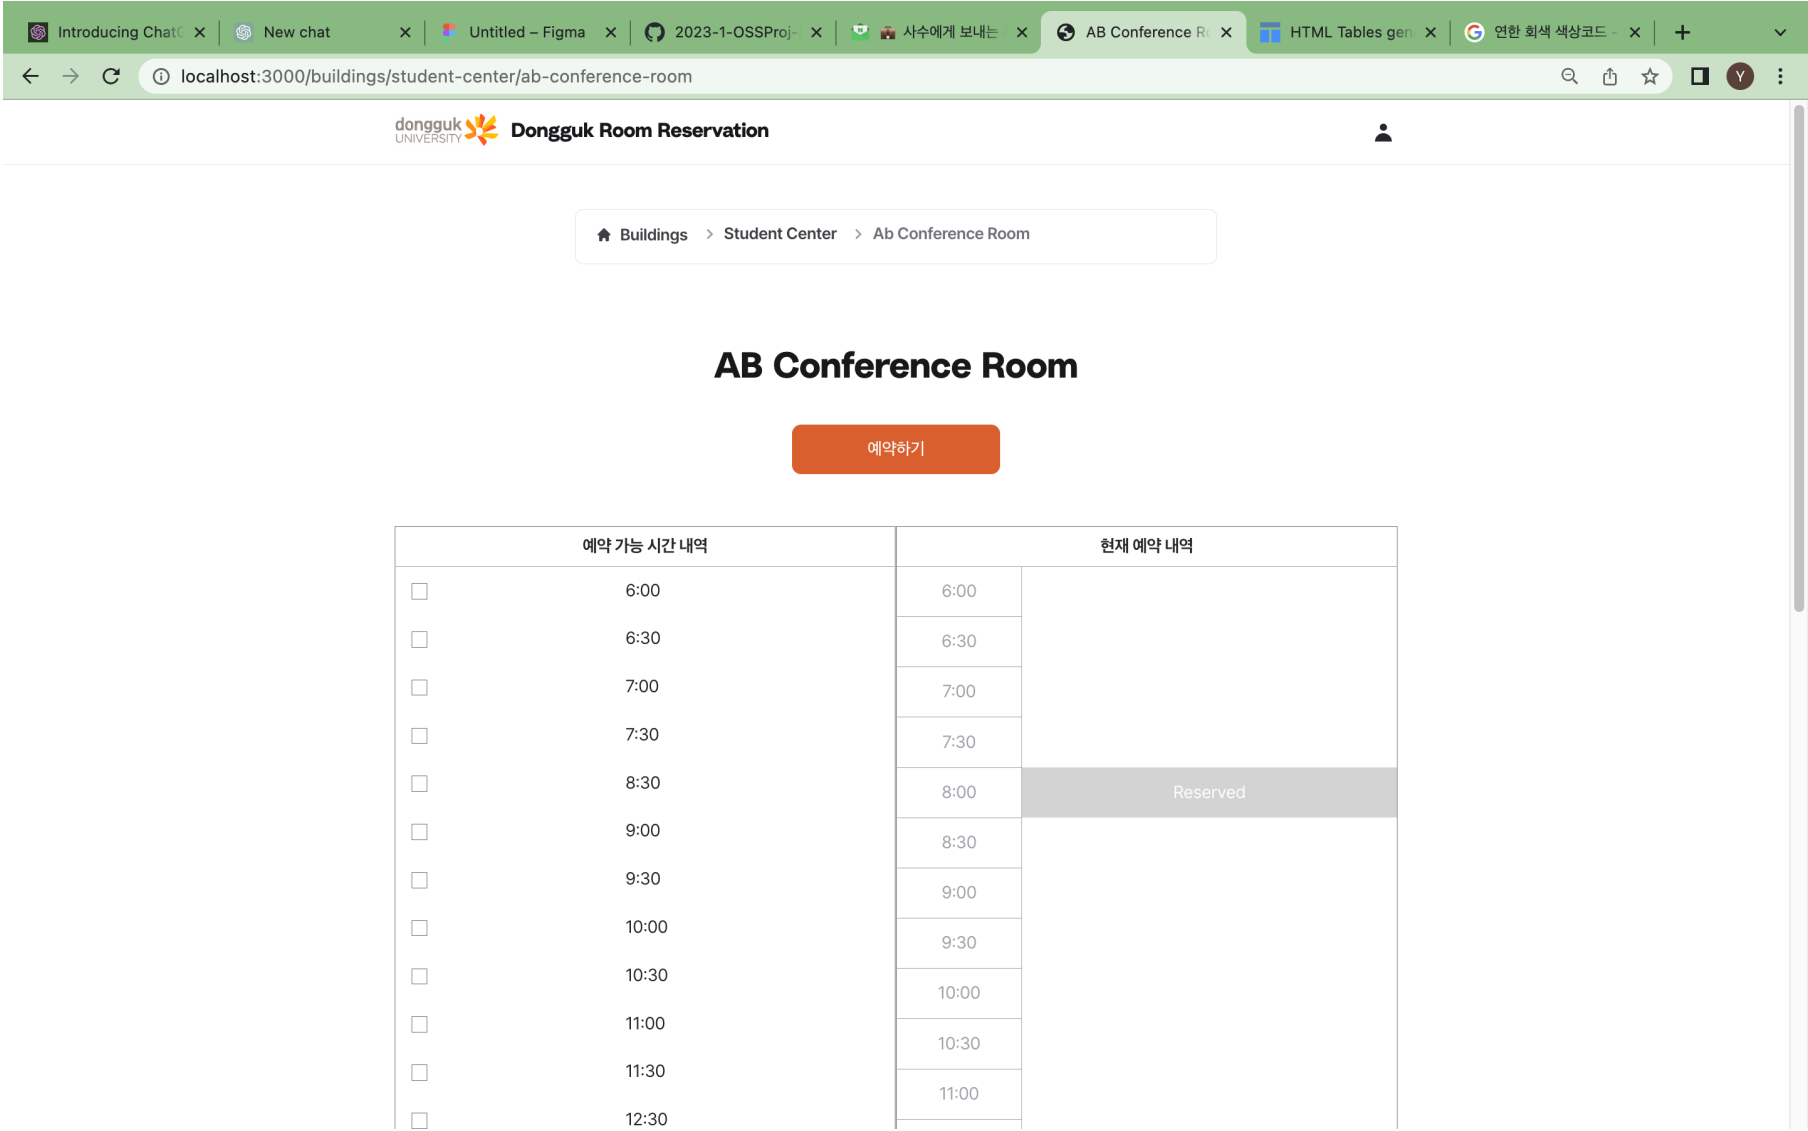 Introducing ChatG
New chat
Untitled – Figma
2023-1-OSSProj-
사수에게 보내는
AB Conference Ro
HTML Tables gen
연한 회색 색상코드 -
localhost:3000/buildings/student-center/ab-conference-room
Y
dongguk
UNIVERSITY
Dongguk Room Reservation
Buildings > Student Center > Ab Conference Room
AB Conference Room
예약하기
예약 가능 시간 내역
6:00
6:30
7:00
7:30
8:30
9:00
9:30
10:00
10:30
11:00
11:30
12:30
현재 예약 내역
6:00
6:30
7:00
7:30
8:00 Reserved
8:30
9:00
9:30
10:00
10:30
11:00